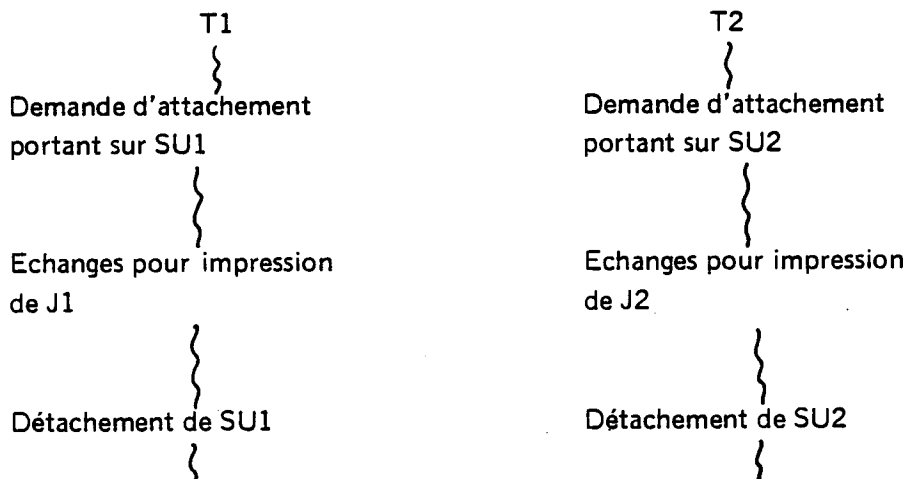 T1
Demande d'attachement
portant sur SU1
Echanges pour impression
de J1
Détachement de SU1
T2
Demande d'attachement
portant sur SU2
Echanges pour impression
de J2
Détachement de SU2